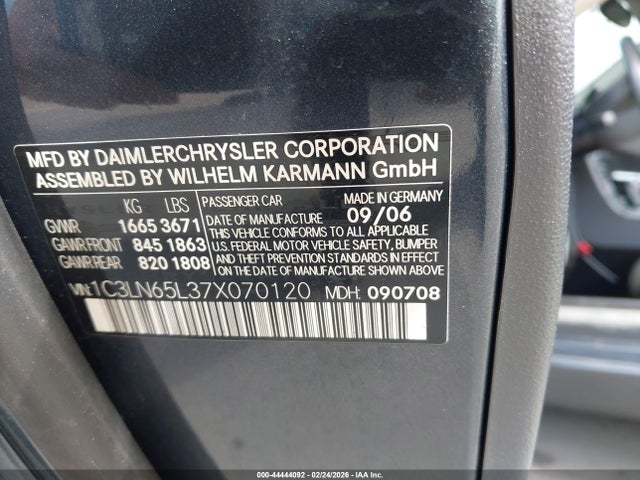 MFD BY DAIMLERCHRYSLER CORPORATION
ASSEMBLED BY WILHELM KARMANN GmbH
KG LBS
GVWR 1665 3671
GAWR FRONT 845 1863
GAWR REAR 820 1808
PASSENGER CAR MADE IN GERMANY
DATE OF MANUFACTURE 09/06
THIS VEHICLE CONFORMS TO ALL APPLICABLE
U.S. FEDERAL MOTOR VEHICLE SAFETY, BUMPER
AND THEFT PREVENTION STANDARDS IN EFFECT
ON THE DATE OF MANUFACTURE SHOWN ABOVE.
VIN: 1C3LN65L37X070120 MDH: 090708
000-44444092 - 02/24/2026 - IAA Inc.